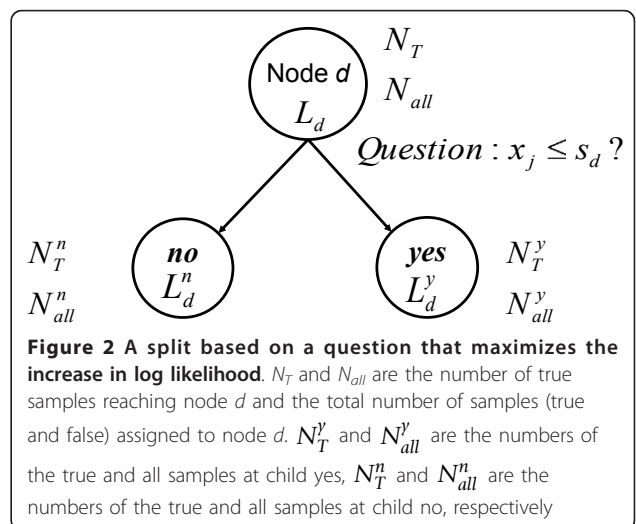 Node d
L_d
N_T
N_all
Question : x_j ≤ s_d ?
no
L_d^n
N_T^n
N_all^n
yes
L_d^y
N_T^y
N_all^y
Figure 2 A split based on a question that maximizes the
increase in log likelihood. N_T and N_all are the number of true
samples reaching node d and the total number of samples (true
and false) assigned to node d. N_T^y and N_all^y are the numbers of
the true and all samples at child yes, N_T^n and N_all^n are the
numbers of the true and all samples at child no, respectively